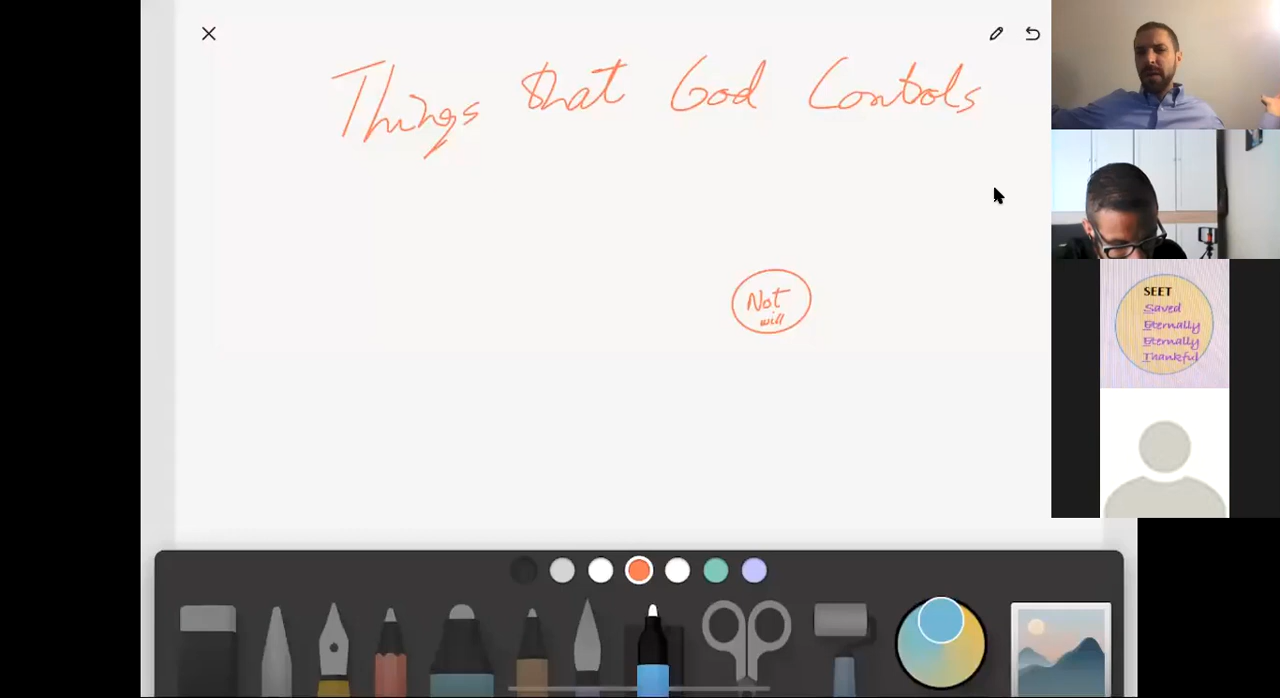 Things that God Controls
Not
will
SEET
Saved
Eternally
Eternally
Thankful